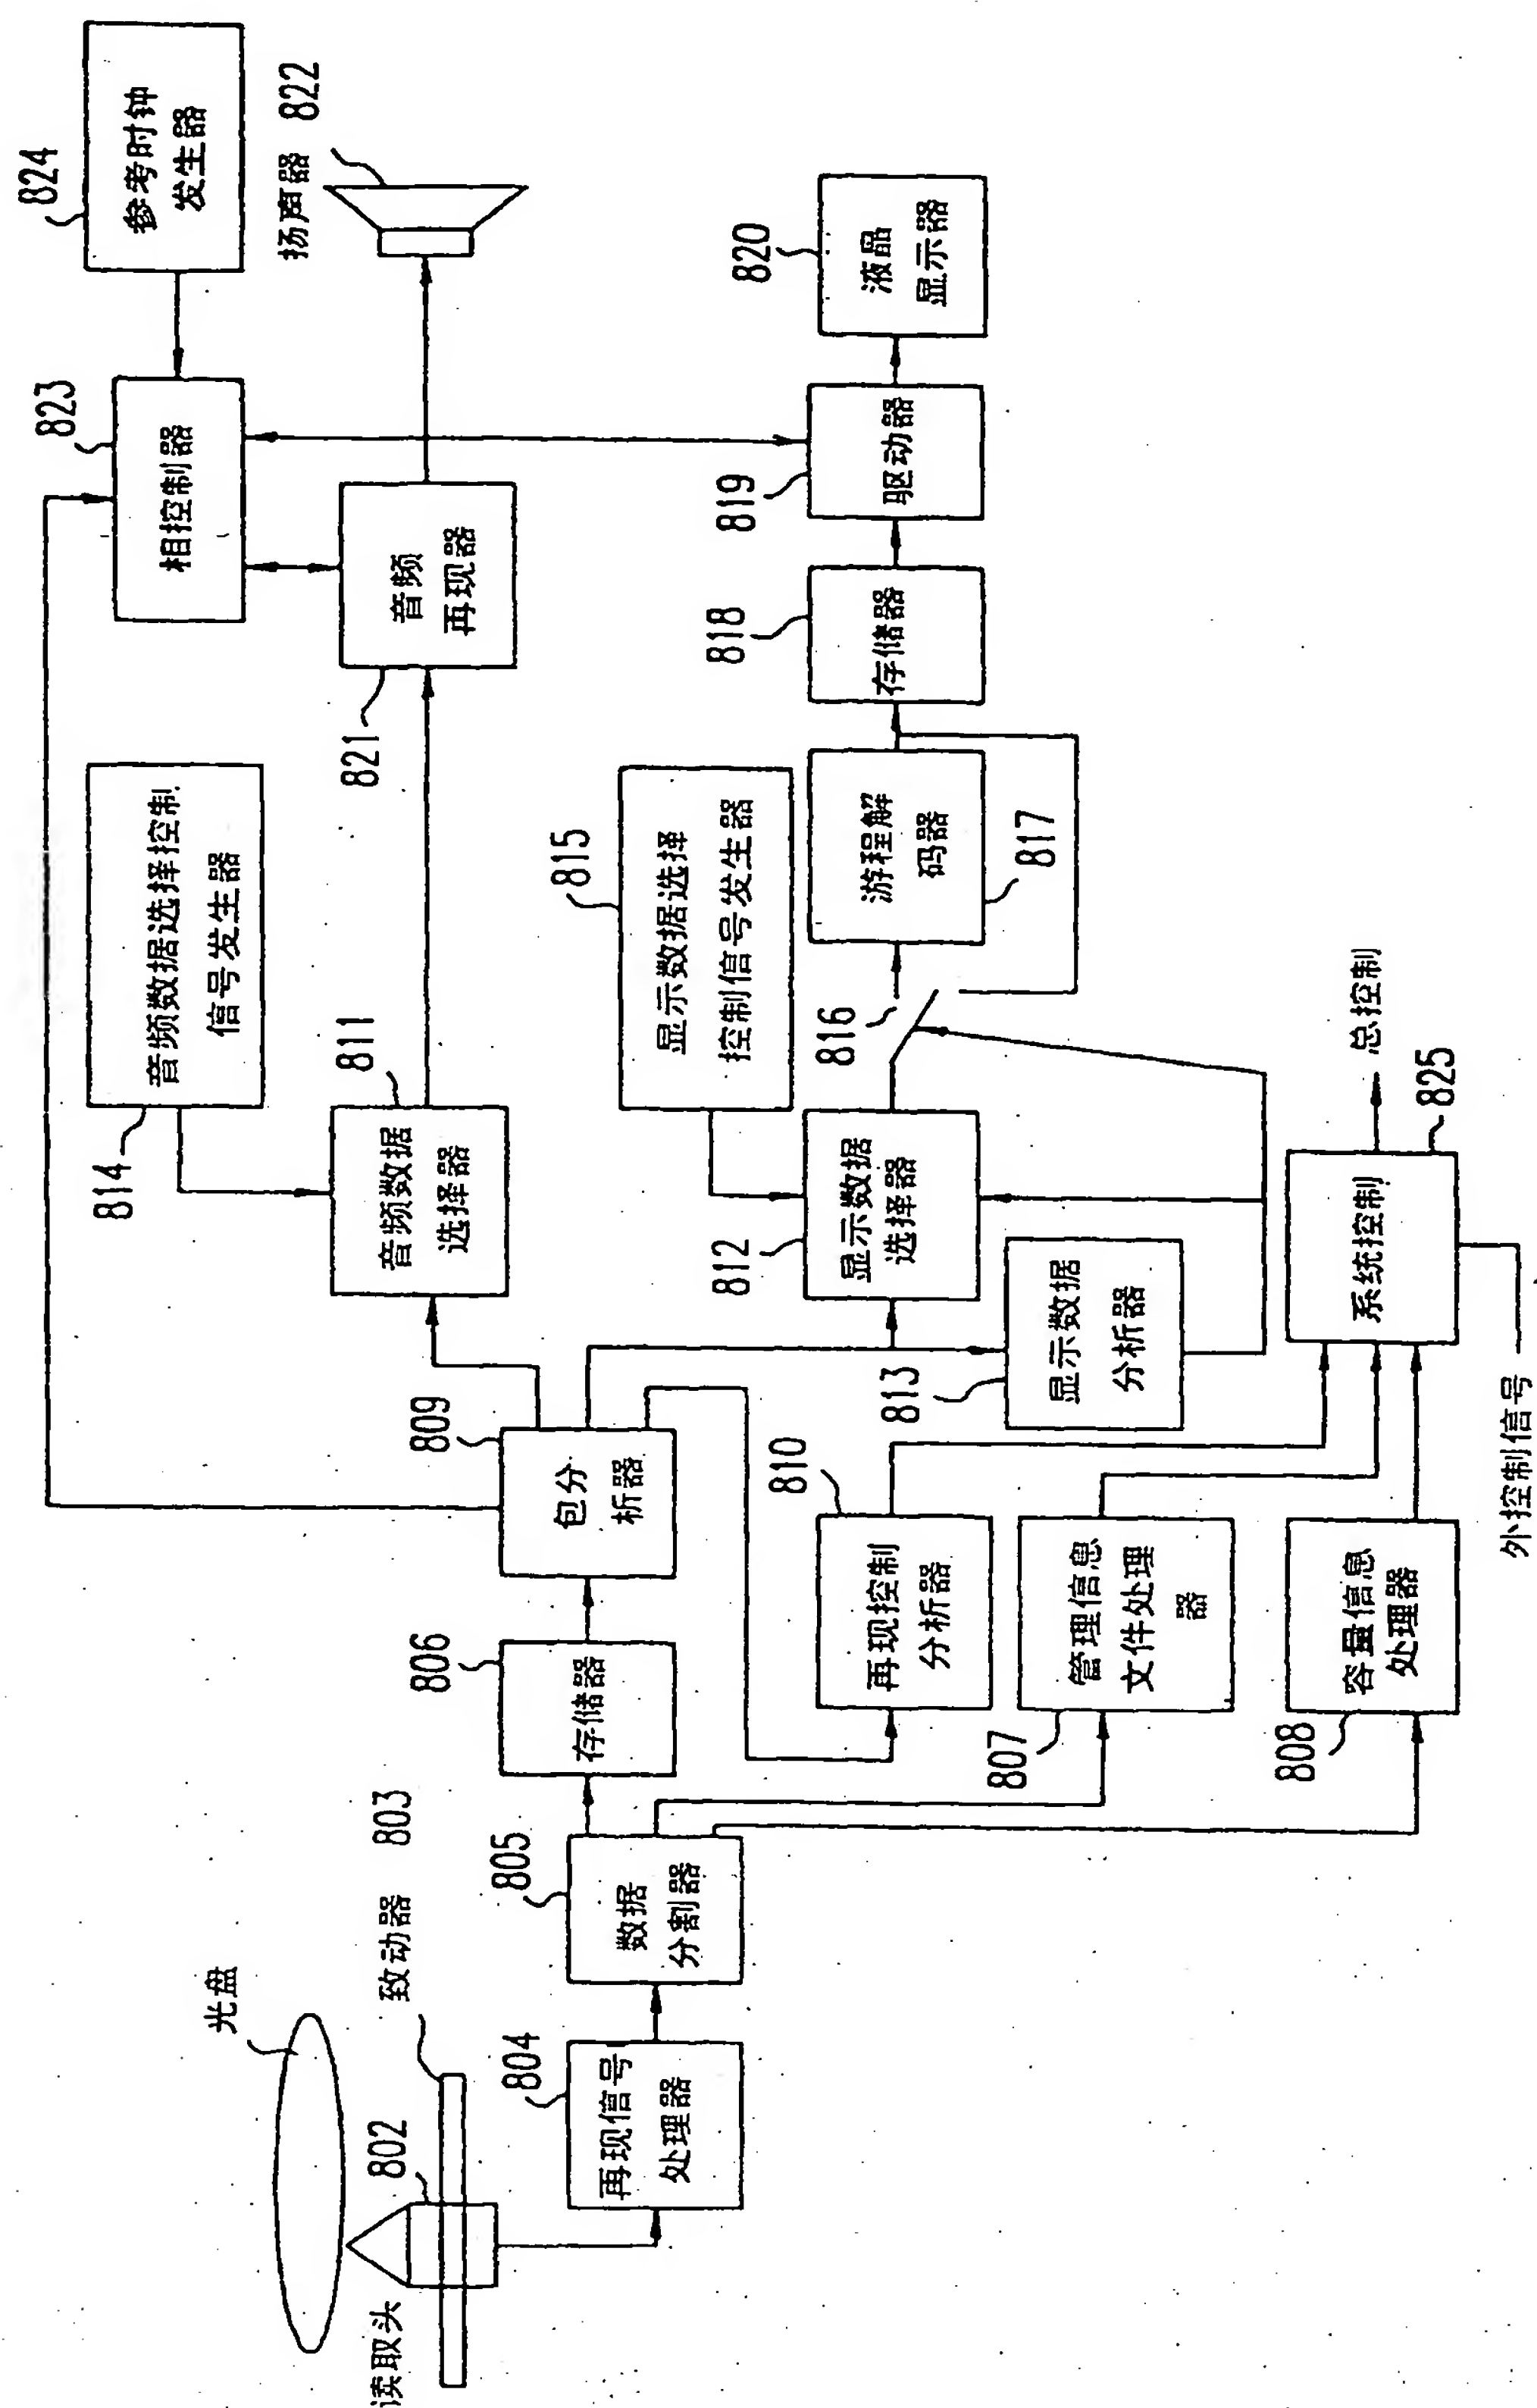 光盘
读取头
802
致动器 803
804
再现信号
处理器
805
数据
分割器
806
存储器
809
包分
析器
810
再现控制
分析器
807
管理信息
文件处理
器
808
容量信息
处理器
814
音频数据选择控制
信号发生器
811
音频数据
选择器
815
显示数据选择
控制信号发生器
812
显示数据
选择器
813
显示数据
分析器
816
游程解
码器
817
818
存储器
819
驱动器
820
液晶
显示器
821
音频
再现器
扬声器 822
823
相控制器
824
参考时钟
发生器
系统控制
825
总控制
外控制信号